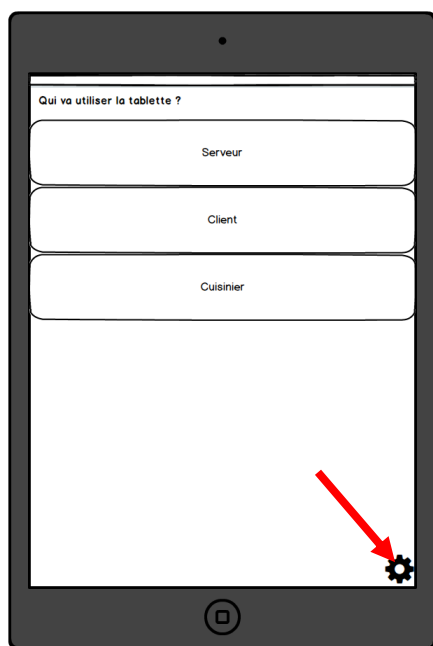 Qui va utiliser la tablette ?
Serveur
Client
Cuisinier